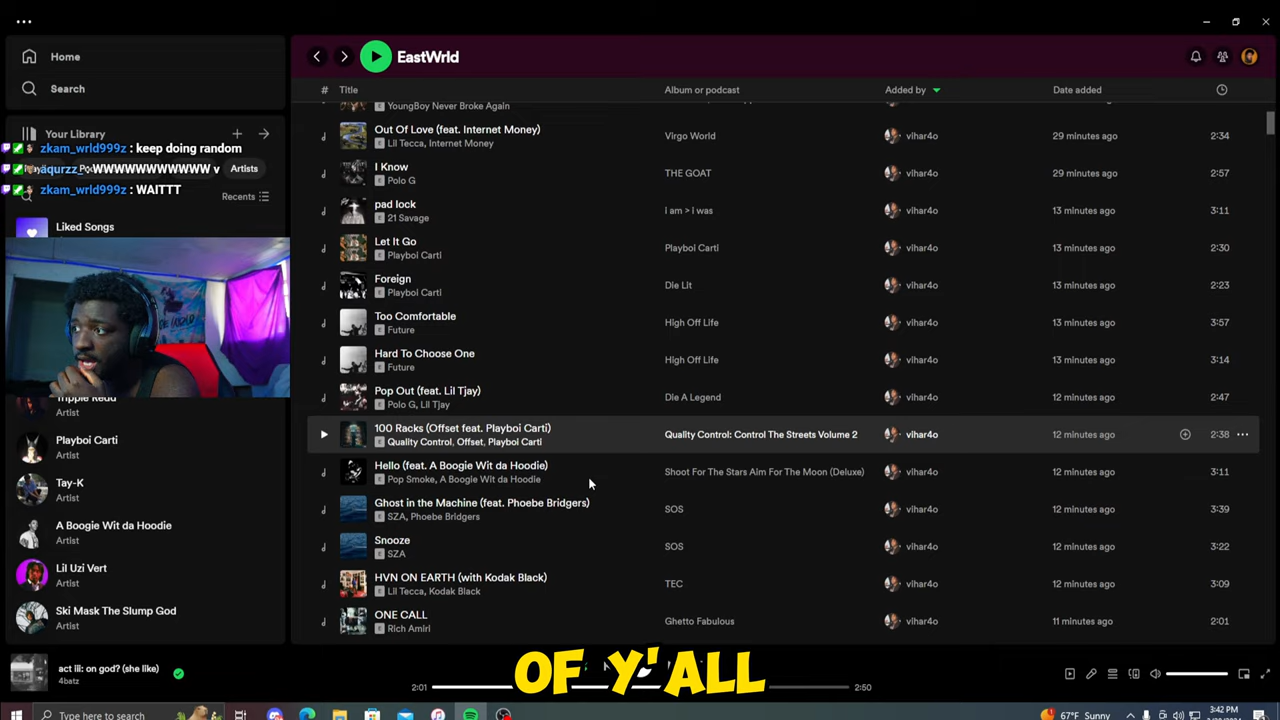 Home
Search
Your Library
zkam_wrld999z : keep doing random
aqurzz_ : WWWWWWWWWWW v
Artists
zkam_wrld999z : WAITTT
Recents
Liked Songs
Artist
Playboi Carti
Artist
Tay-K
Artist
A Boogie Wit da Hoodie
Artist
Lil Uzi Vert
Artist
Ski Mask The Slump God
Artist
EastWrld
# Title Album or podcast Added by Date added
YoungBoy Never Broke Again
Out Of Love (feat. Internet Money)
E Lil Tecca, Internet Money
Virgo World vihar4o 29 minutes ago 2:34
I Know
E Polo G
THE GOAT vihar4o 29 minutes ago 2:57
pad lock
E 21 Savage
i am > i was vihar4o 13 minutes ago 3:11
Let It Go
E Playboi Carti
Playboi Carti vihar4o 13 minutes ago 2:30
Foreign
E Playboi Carti
Die Lit vihar4o 13 minutes ago 2:23
Too Comfortable
E Future
High Off Life vihar4o 13 minutes ago 3:57
Hard To Choose One
E Future
High Off Life vihar4o 13 minutes ago 3:14
Pop Out (feat. Lil Tjay)
E Polo G, Lil Tjay
Die A Legend vihar4o 12 minutes ago 2:47
100 Racks (Offset feat. Playboi Carti)
E Quality Control, Offset, Playboi Carti
Quality Control: Control The Streets Volume 2 vihar4o 12 minutes ago 2:38
Hello (feat. A Boogie Wit da Hoodie)
E Pop Smoke, A Boogie Wit da Hoodie
Shoot For The Stars Aim For The Moon (Deluxe) vihar4o 12 minutes ago 3:11
Ghost in the Machine (feat. Phoebe Bridgers)
E SZA, Phoebe Bridgers
SOS vihar4o 12 minutes ago 3:39
Snooze
E SZA
SOS vihar4o 12 minutes ago 3:22
HVN ON EARTH (with Kodak Black)
E Lil Tecca, Kodak Black
TEC vihar4o 12 minutes ago 3:09
ONE CALL
E Rich Amiri
Ghetto Fabulous vihar4o 11 minutes ago 2:01
OF Y'ALL
act iii: on god? (she like)
4batz
2:01 2:50
Type here to search
67°F Sunny
3:42 PM